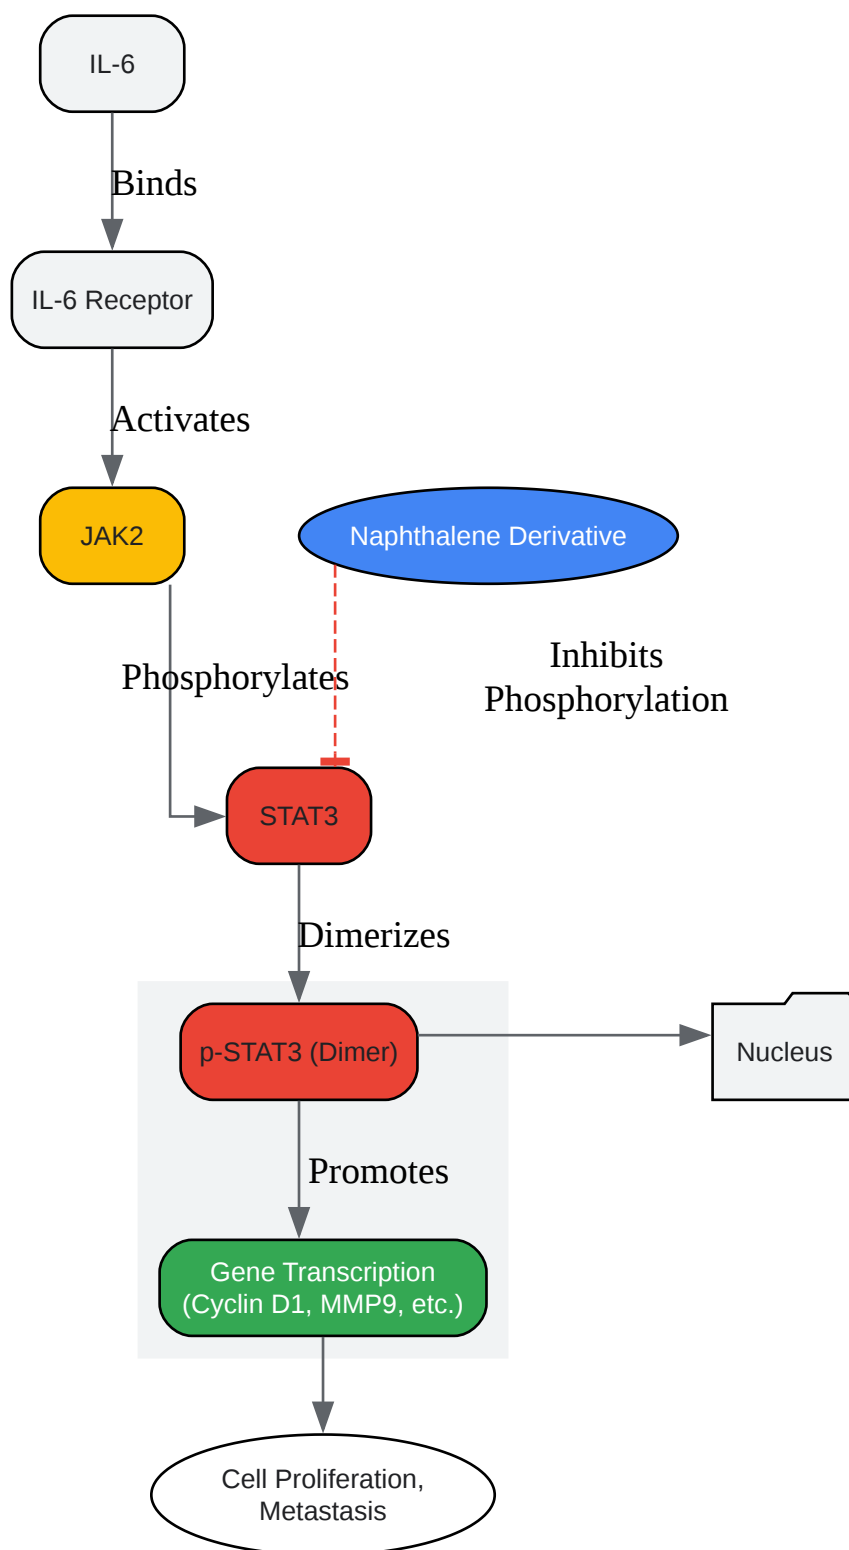 IL-6
Binds
IL-6 Receptor
Activates
JAK2
Naphthalene Derivative
Phosphorylates
Inhibits
Phosphorylation
STAT3
Dimerizes
p-STAT3 (Dimer)
Nucleus
Promotes
Gene Transcription
(Cyclin D1, MMP9, etc.)
Cell Proliferation,
Metastasis